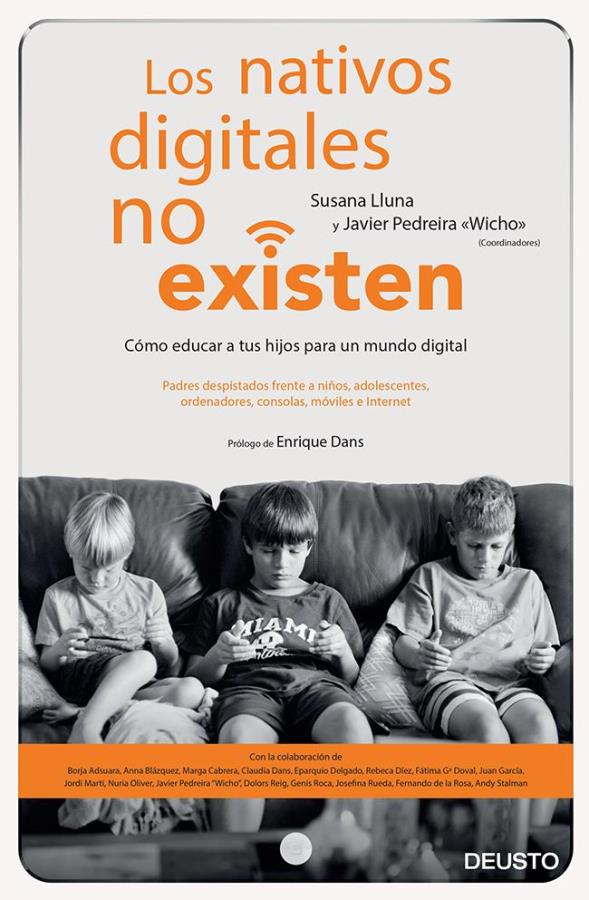 Los nativos
digitales
no
existen
Susana Lluna
y Javier Pedreira «Wicho»
(Coordinadores)
Cómo educar a tus hijos para un mundo digital
Padres despistados frente a niños, adolescentes,
ordenadores, consolas, móviles e Internet
Prólogo de Enrique Dans
MIAMI
Con la colaboración de
Borja Adsuara, Anna Blázquez, Marga Cabrera, Claudia Dans, Eparquio Delgado, Rebeca Díez, Fátima Gª Doval, Juan García,
Jordi Martí, Nuria Oliver, Javier Pedreira "Wicho", Dolors Reig, Genís Roca, Josefina Rueda, Fernando de la Rosa, Andy Stalman
DEUSTO